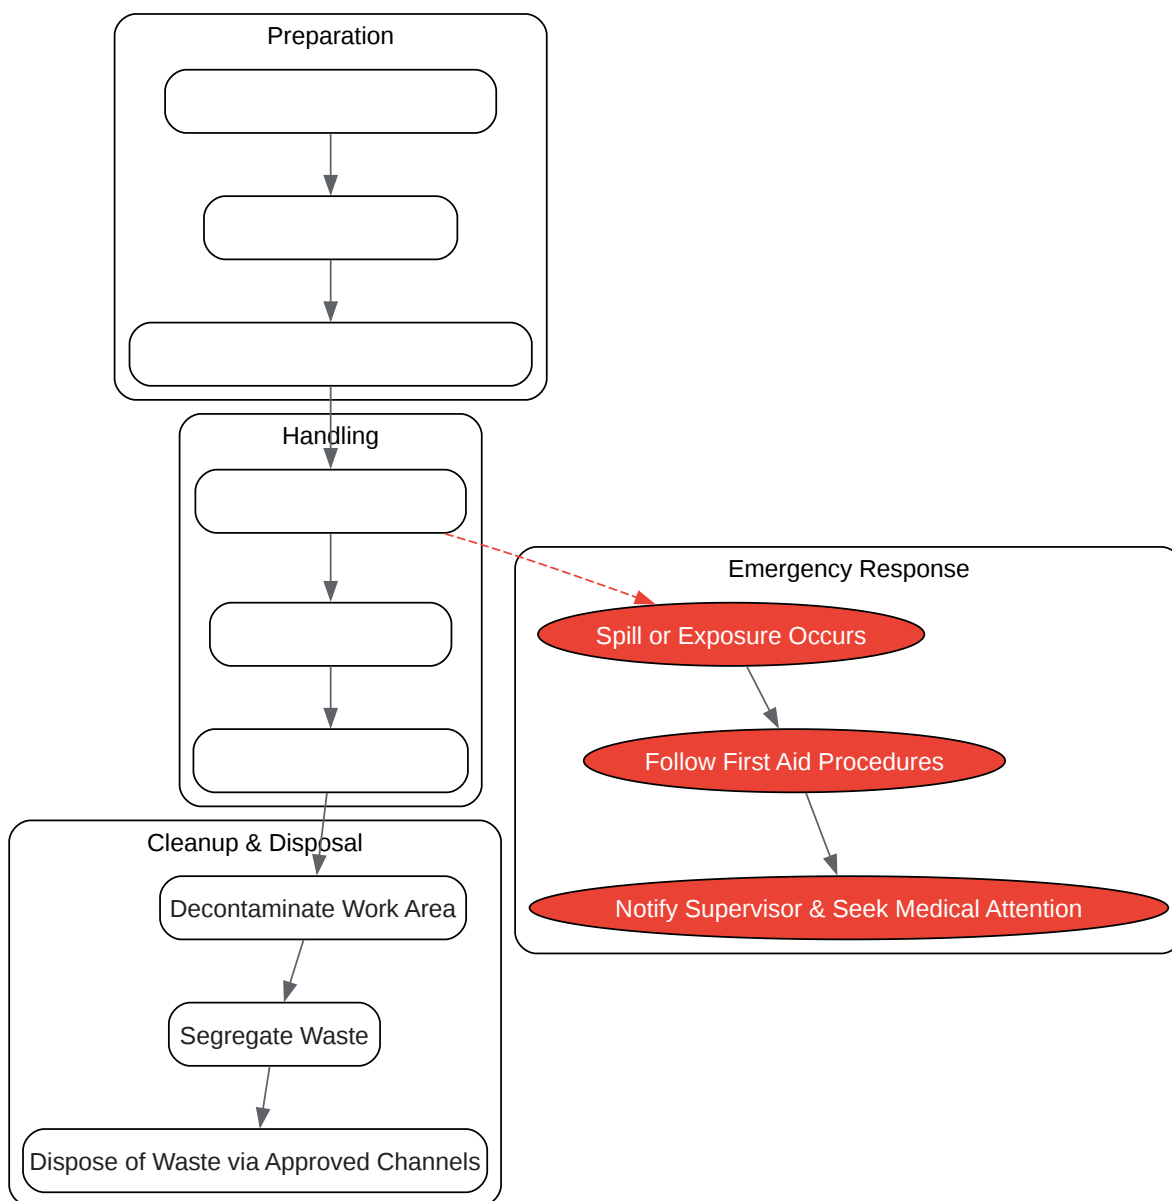 Preparation
Handling
Emergency Response
Spill or Exposure Occurs
Follow First Aid Procedures
Notify Supervisor & Seek Medical Attention
Cleanup & Disposal
Decontaminate Work Area
Segregate Waste
Dispose of Waste via Approved Channels